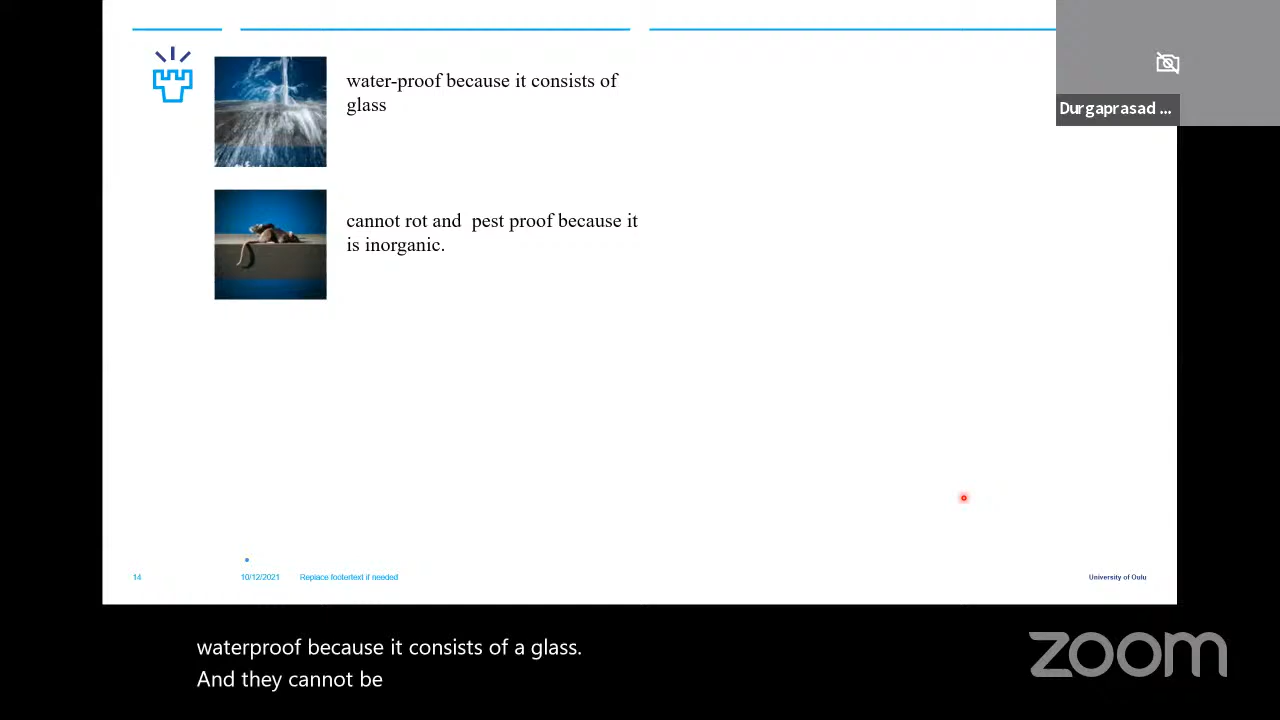 water-proof because it consists of
glass
Durgaprasad ...
cannot rot and  pest proof because it
is inorganic.
14
10/12/2021
Replace footertext if needed
University of Oulu
waterproof because it consists of a glass.
And they cannot be
zoom